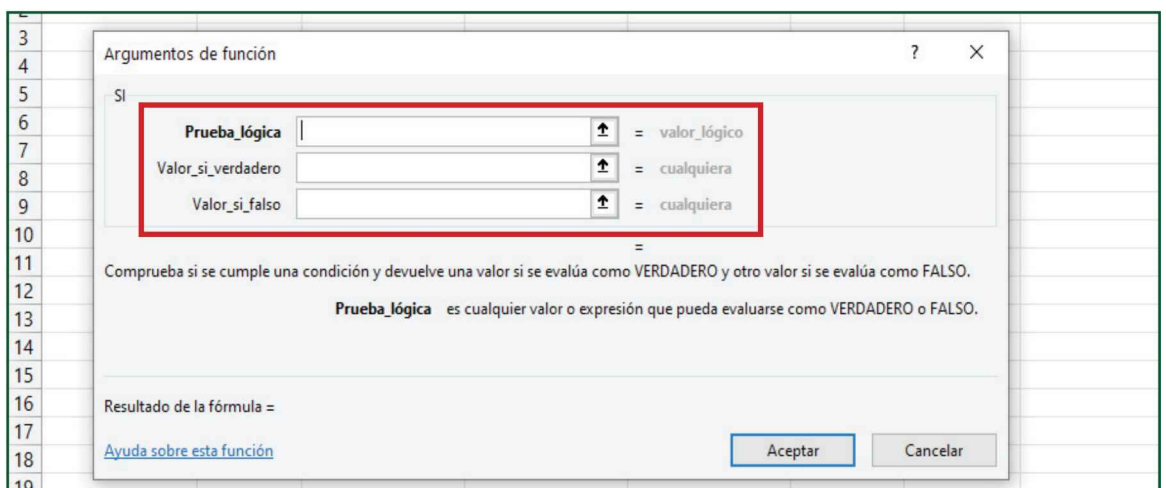 2
3
Argumentos de función ? ×
4
5
SI
6
Prueba_lógica = valor_lógico
7
Valor_si_verdadero = cualquiera
8
9
Valor_si_falso = cualquiera
10
=
11
Comprueba si se cumple una condición y devuelve una valor si se evalúa como VERDADERO y otro valor si se evalúa como FALSO.
12
13
Prueba_lógica es cualquier valor o expresión que pueda evaluarse como VERDADERO o FALSO.
14
15
16
Resultado de la fórmula =
17
18
Ayuda sobre esta función Aceptar Cancelar
19